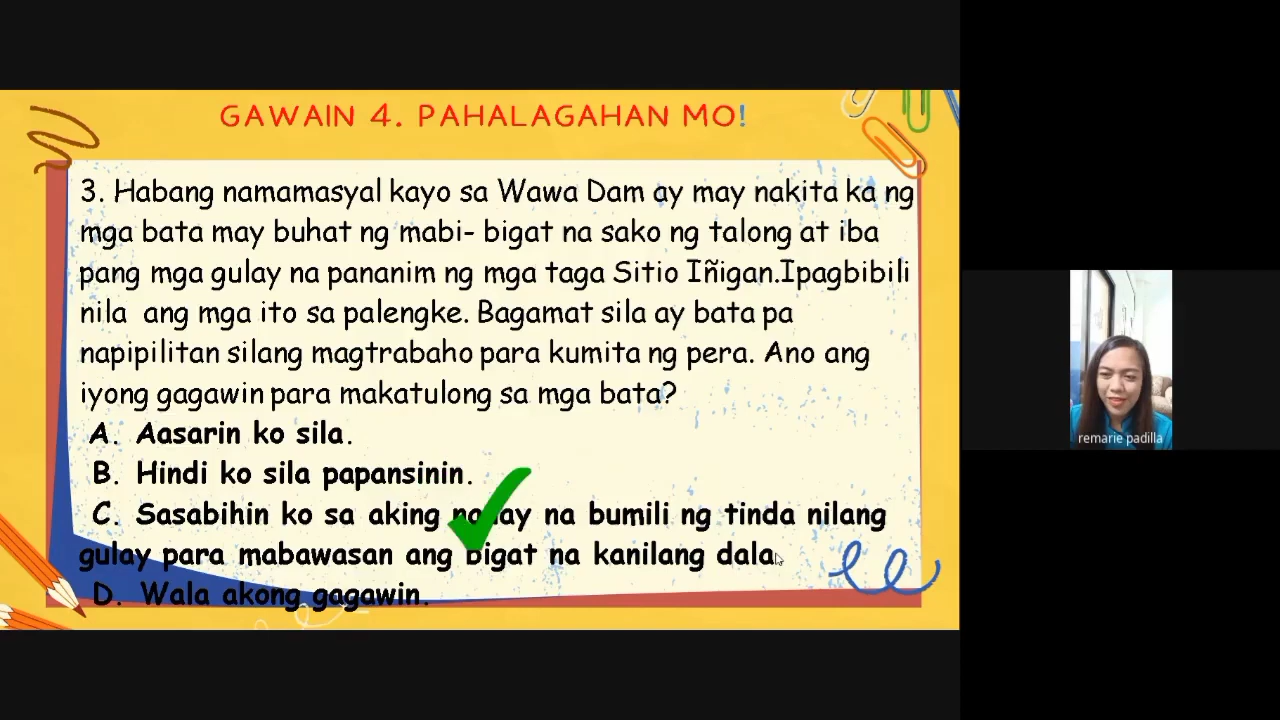 GAWAIN 4. PAHALAGAHAN MO!
3. Habang namamasyal kayo sa Wawa Dam ay may nakita ka ng
mga bata may buhat ng mabi- bigat na sako ng talong at iba
pang mga gulay na pananim ng mga taga Sitio Iñigan.Ipagbibili
nila ang mga ito sa palengke. Bagamat sila ay bata pa
napipilitan silang magtrabaho para kumita ng pera. Ano ang
iyong gagawin para makatulong sa mga bata?
A. Aasarin ko sila.
B. Hindi ko sila papansinin.
C. Sasabihin ko sa aking nanay na bumili ng tinda nilang
gulay para mabawasan ang bigat na kanilang dala.
D. Wala akong gagawin.
remarie padilla